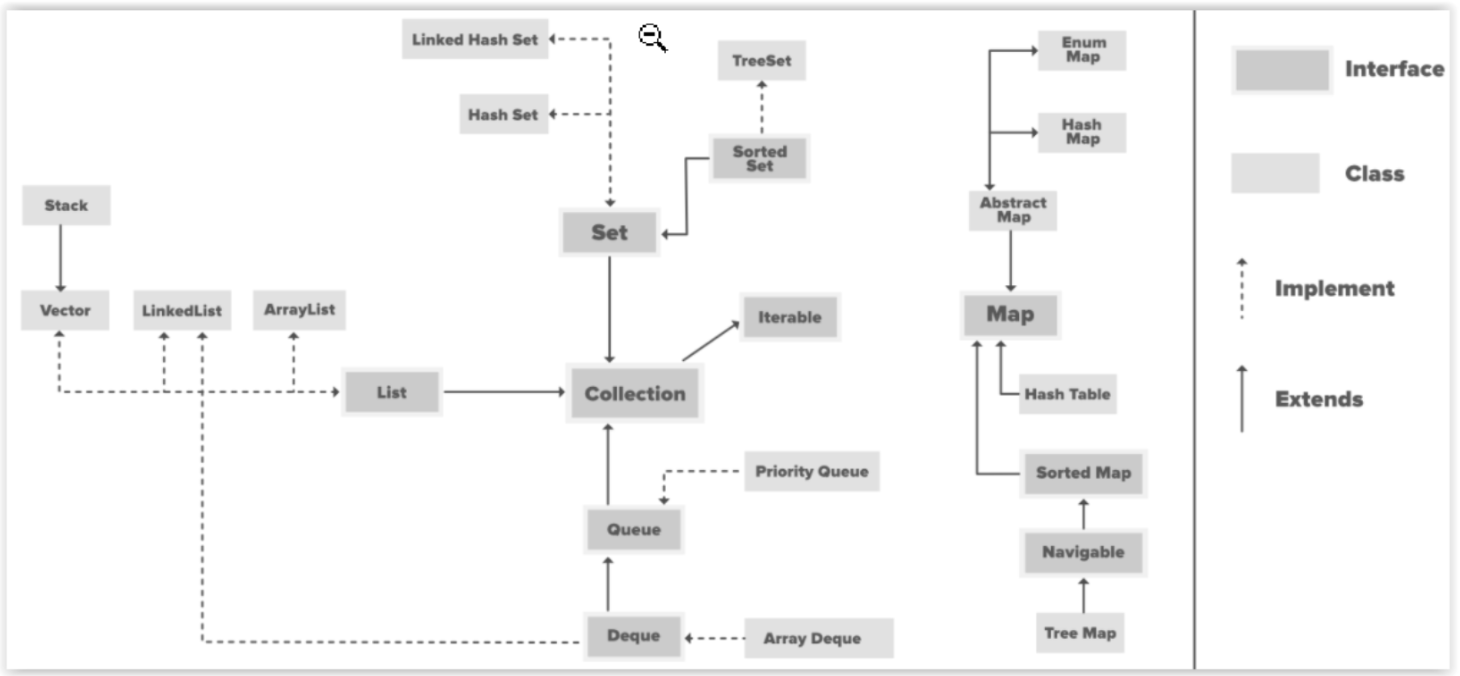 Linked Hash Set
TreeSet
Enum
Map
Interface
Hash Set
Hash
Map
Sorted
Set
Class
Stack
Abstract
Map
Set
Implement
Vector
LinkedList
ArrayList
Iterable
Map
List
Collection
Hash Table
Extends
Priority Queue
Sorted Map
Queue
Navigable
Deque
Array Deque
Tree Map